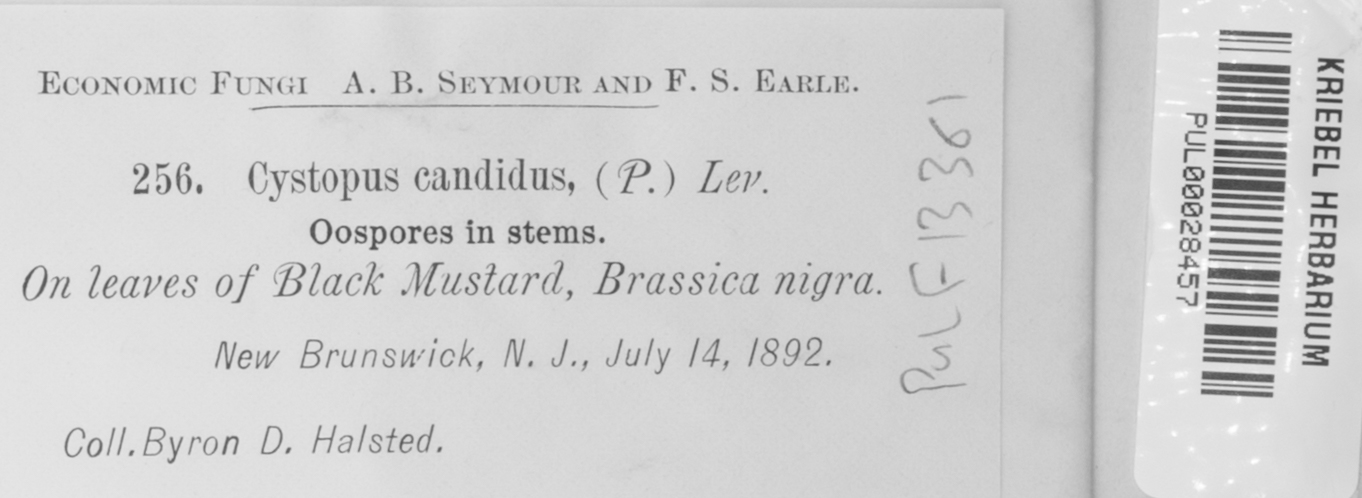 ECONOMIC FUNGI A. B. SEYMOUR AND F. S. EARLE.
256. Cystopus candidus, (P.) Lev.
Oospores in stems.
On leaves of Black Mustard, Brassica nigra.
New Brunswick, N. J., July 14, 1892.
Coll. Byron D. Halsted.
PUL F13361
PUL00028457
KRIEBEL HERBARIUM